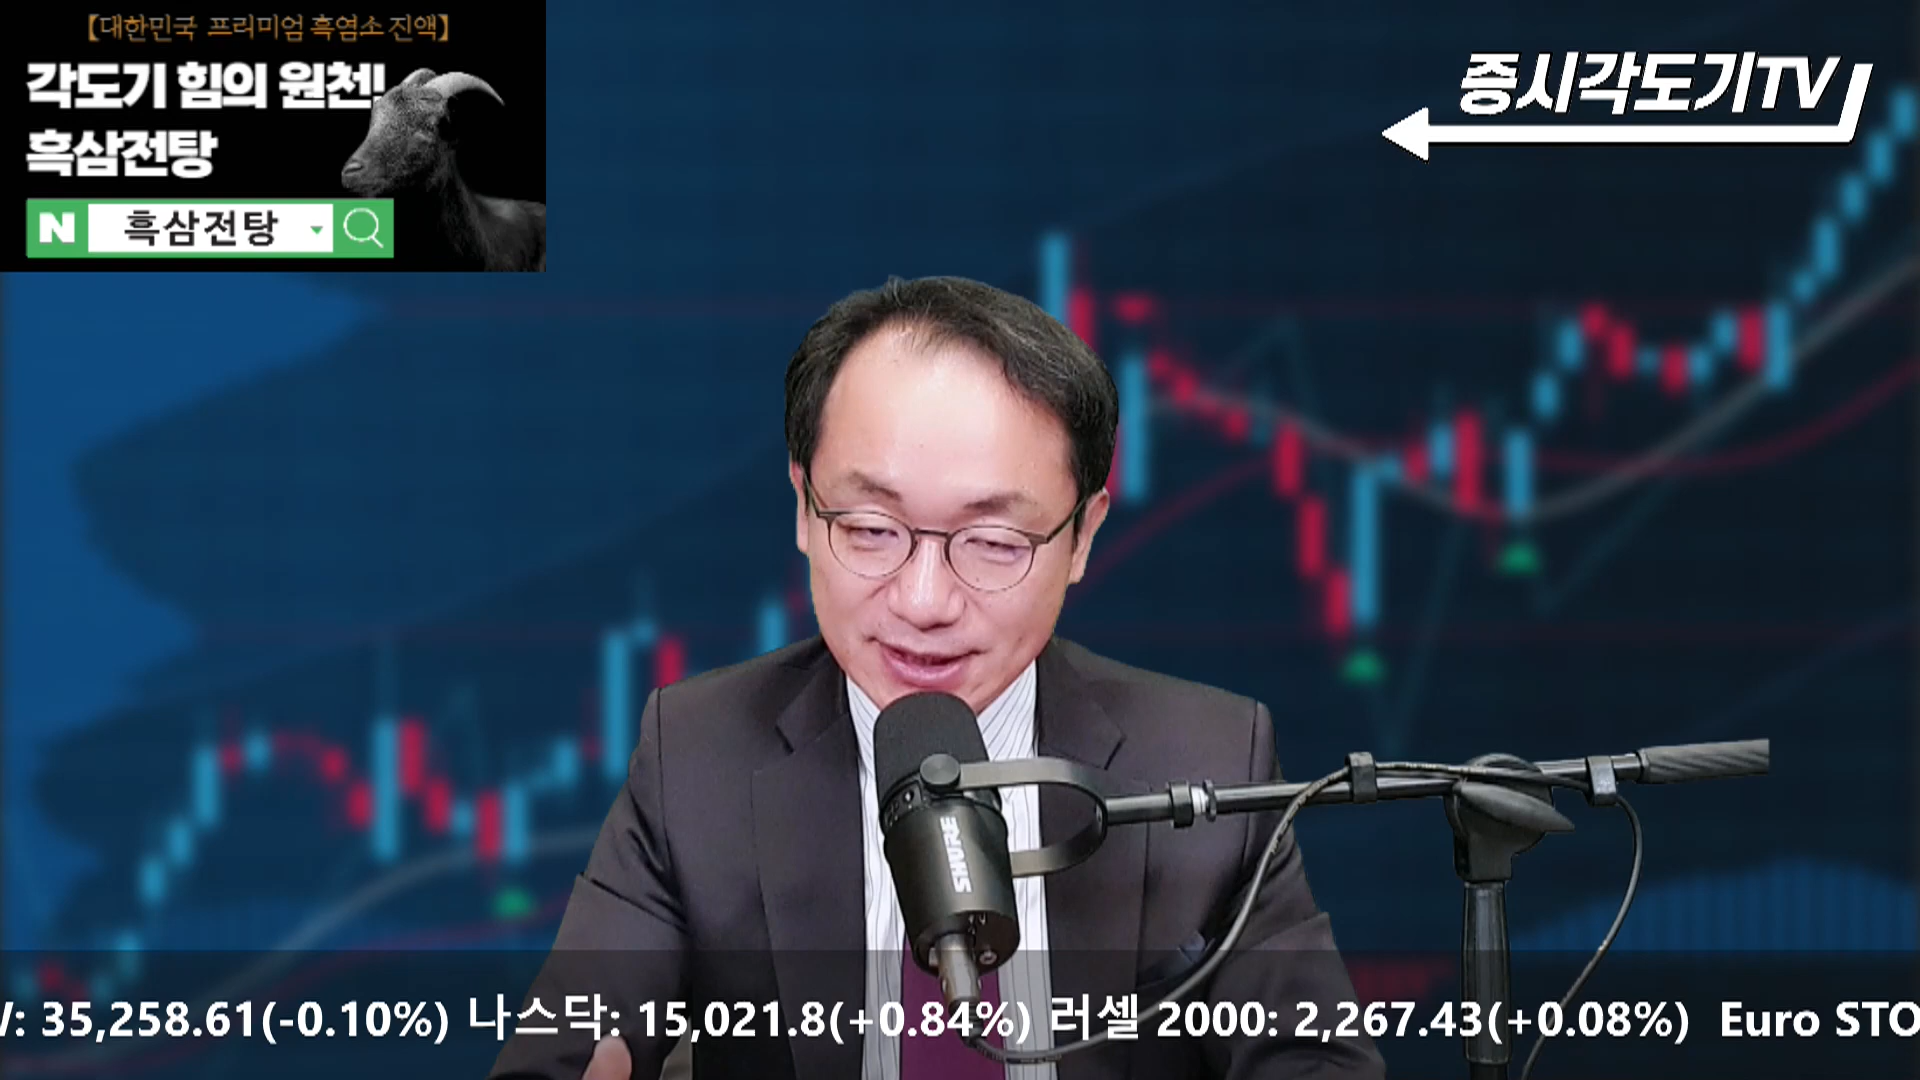 【대한민국 프리미엄 흑염소 진액】
각도기 힘의 원천!
흑삼전탕
N 흑삼전탕
증시각도기TV
SHURE
W: 35,258.61(-0.10%) 나스닥: 15,021.8(+0.84%) 러셀 2000: 2,267.43(+0.08%) Euro STO